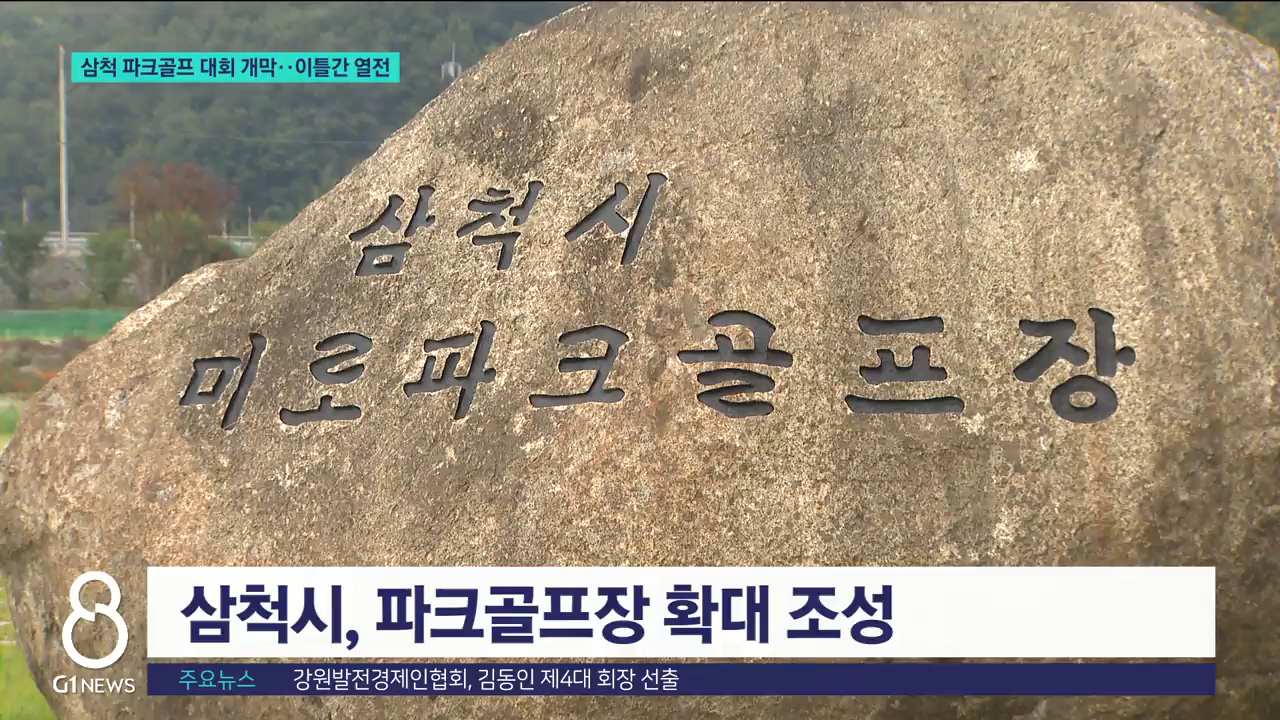 삼척 파크골프 대회 개막‥이틀간 열전
삼척시
미로파크골프장
8
G1NEWS
삼척시, 파크골프장 확대 조성
주요뉴스 강원발전경제인협회, 김동인 제4대 회장 선출